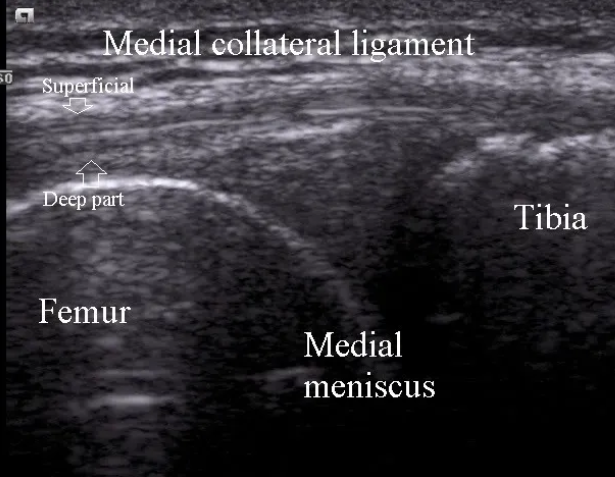 Medial collateral ligament
Superficial
Deep part
Tibia
Femur
Medial
meniscus